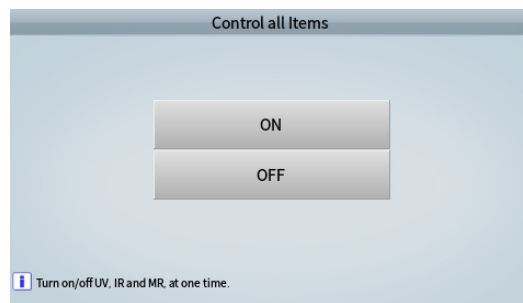 Control all Items
ON
OFF
i Turn on/off UV, IR and MR, at one time.